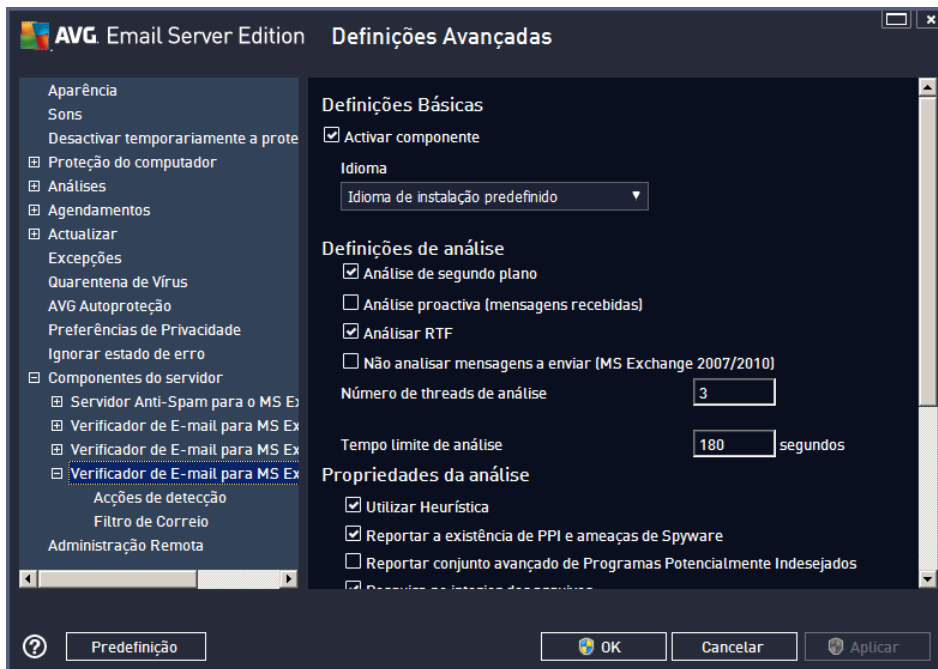 AVG. Email Server Edition Definições Avançadas
Aparência
Sons
Desactivar temporariamente a prote
Proteção do computador
Análises
Agendamentos
Actualizar
Excepções
Quarentena de Vírus
AVG Autoproteção
Preferências de Privacidade
Ignorar estado de erro
Componentes do servidor
Servidor Anti-Spam para o MS Ex
Verificador de E-mail para MS Ex
Verificador de E-mail para MS Ex
Verificador de E-mail para MS Ex
Acções de detecção
Filtro de Correio
Administração Remota
Definições Básicas
Activar componente
Idioma
Idioma de instalação predefinido
Definições de análise
Análise de segundo plano
Análise proactiva (mensagens recebidas)
Análisar RTF
Não analisar mensagens a enviar (MS Exchange 2007/2010)
Número de threads de análise 3
Tempo limite de análise 180 segundos
Propriedades da análise
Utilizar Heurística
Reportar a existência de PPI e ameaças de Spyware
Reportar conjunto avançado de Programas Potencialmente Indesejados
Predefinição
OK
Cancelar
Aplicar